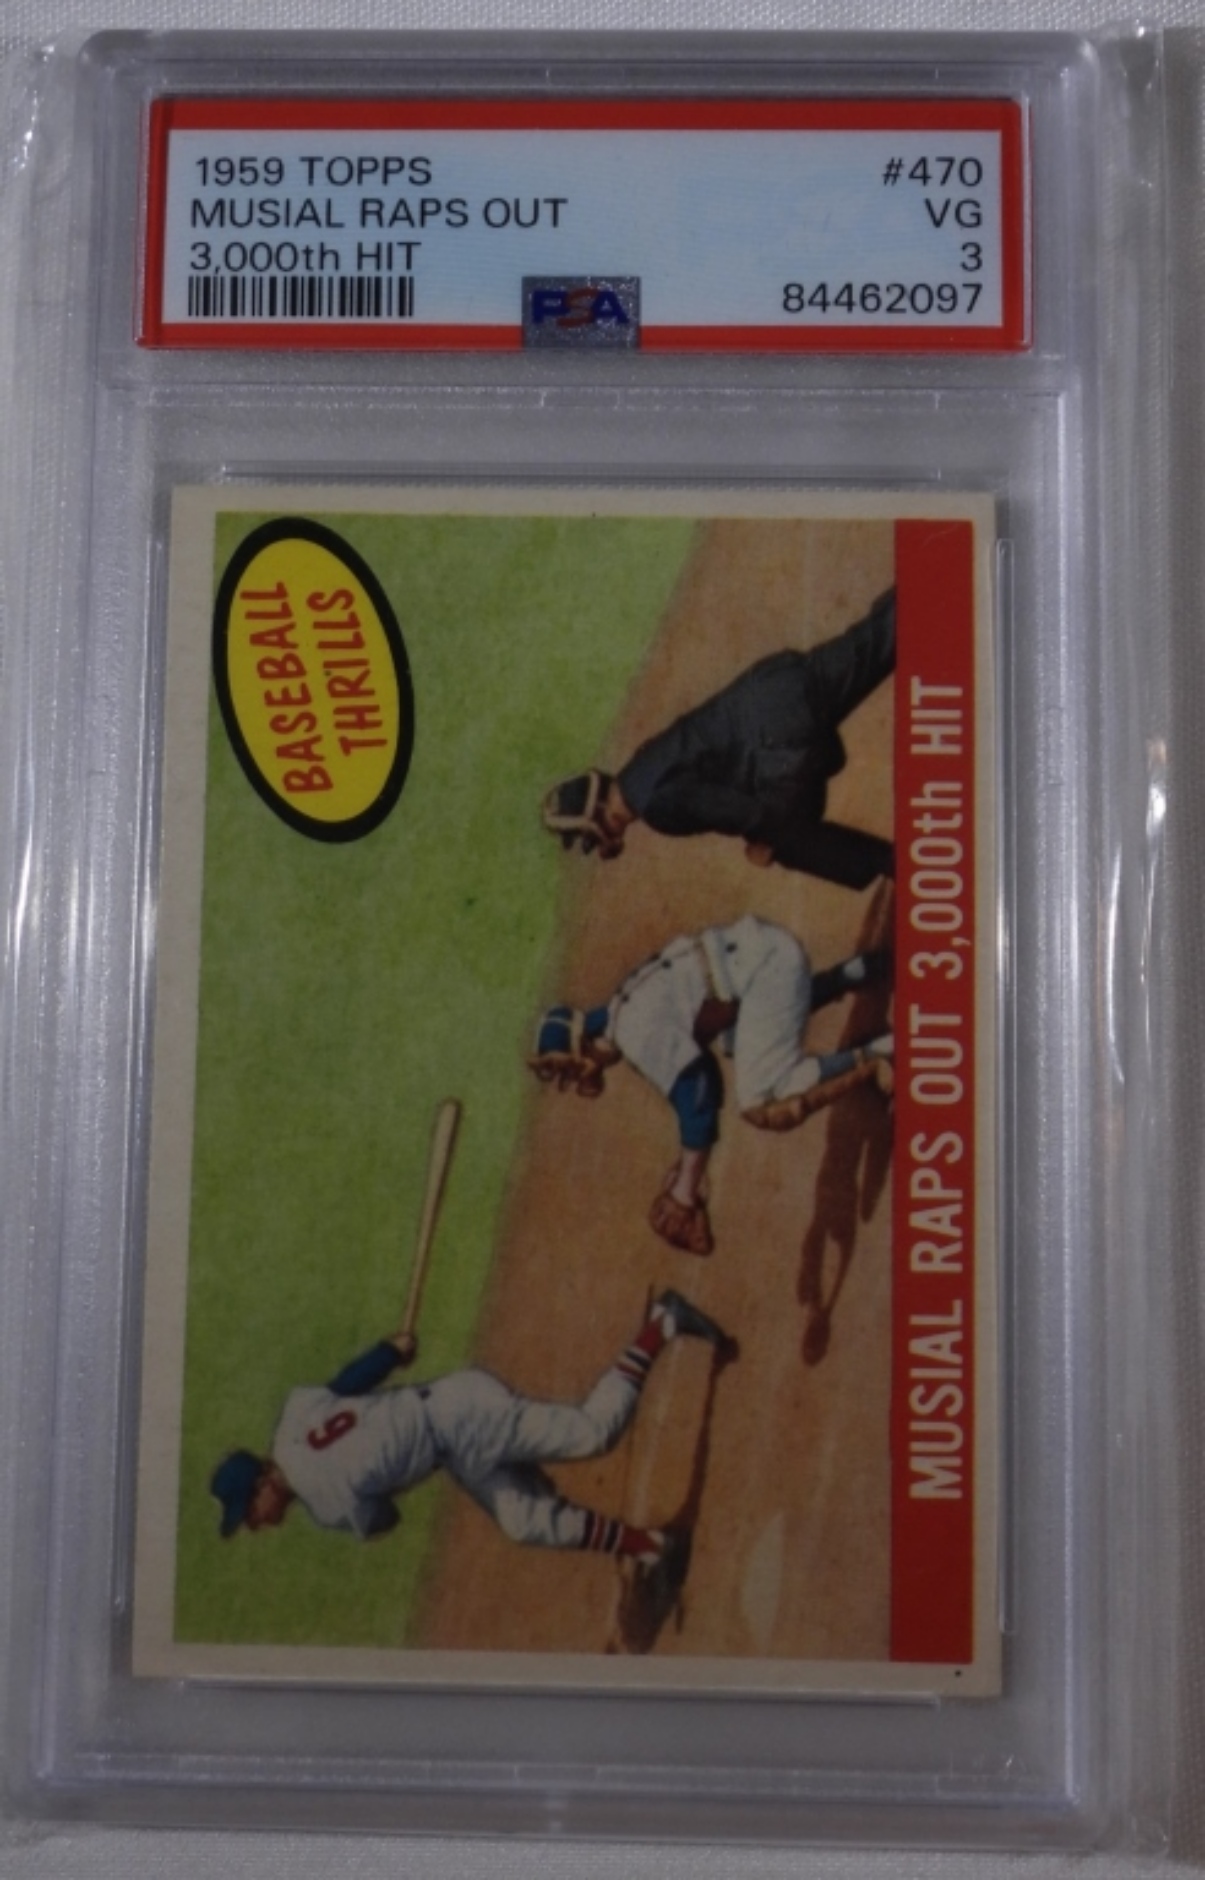 1959 TOPPS #470
MUSIAL RAPS OUT VG
3,000th HIT 3
PSA 84462097
BASEBALL
THRILLS
9
MUSIAL RAPS OUT 3,000th HIT